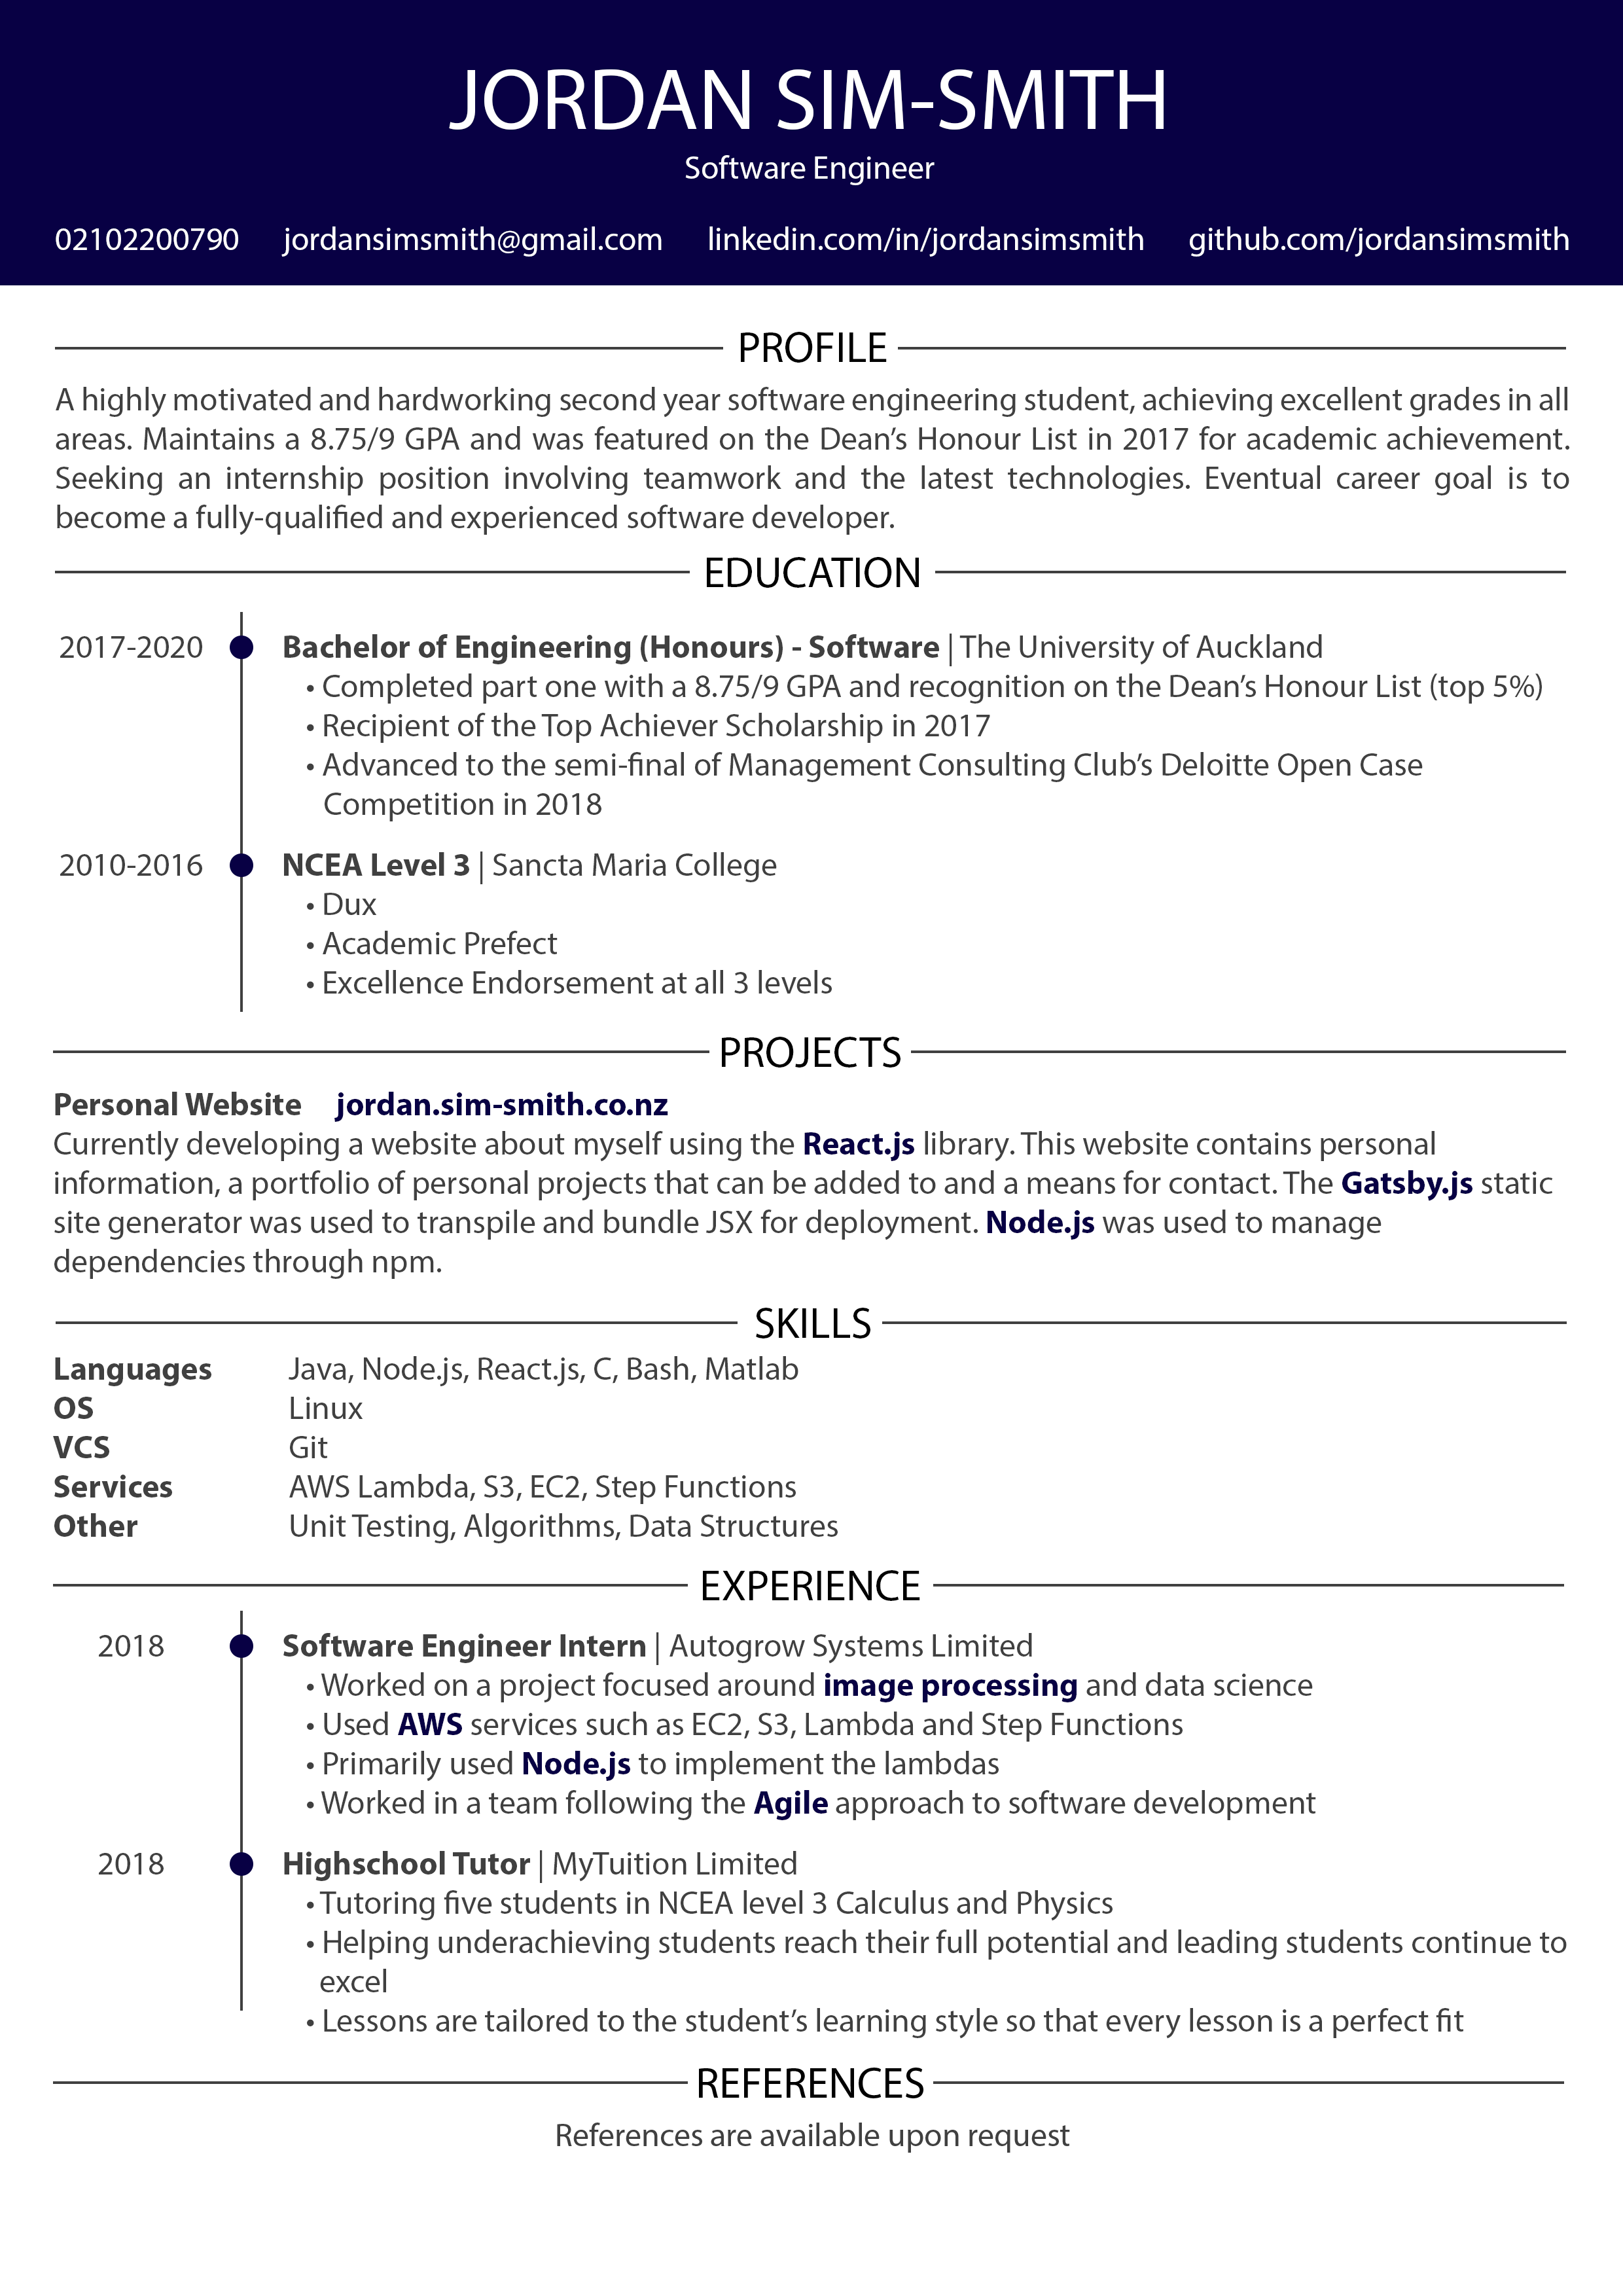 JORDAN SIM-SMITH
Software Engineer
02102200790 jordansimsmith@gmail.com linkedin.com/in/jordansimsmith github.com/jordansimsmith
PROFILE
A highly motivated and hardworking second year software engineering student, achieving excellent grades in all
areas. Maintains a 8.75/9 GPA and was featured on the Dean’s Honour List in 2017 for academic achievement.
Seeking an internship position involving teamwork and the latest technologies. Eventual career goal is to
become a fully-qualified and experienced software developer.
EDUCATION
2017-2020 Bachelor of Engineering (Honours) - Software | The University of Auckland
• Completed part one with a 8.75/9 GPA and recognition on the Dean’s Honour List (top 5%)
• Recipient of the Top Achiever Scholarship in 2017
• Advanced to the semi-final of Management Consulting Club’s Deloitte Open Case
Competition in 2018
2010-2016 NCEA Level 3 | Sancta Maria College
• Dux
• Academic Prefect
• Excellence Endorsement at all 3 levels
PROJECTS
Personal Website jordan.sim-smith.co.nz
Currently developing a website about myself using the React.js library. This website contains personal
information, a portfolio of personal projects that can be added to and a means for contact. The Gatsby.js static
site generator was used to transpile and bundle JSX for deployment. Node.js was used to manage
dependencies through npm.
SKILLS
Languages Java, Node.js, React.js, C, Bash, Matlab
OS Linux
VCS Git
Services AWS Lambda, S3, EC2, Step Functions
Other Unit Testing, Algorithms, Data Structures
EXPERIENCE
2018 Software Engineer Intern | Autogrow Systems Limited
• Worked on a project focused around image processing and data science
• Used AWS services such as EC2, S3, Lambda and Step Functions
• Primarily used Node.js to implement the lambdas
• Worked in a team following the Agile approach to software development
2018 Highschool Tutor | MyTuition Limited
• Tutoring five students in NCEA level 3 Calculus and Physics
• Helping underachieving students reach their full potential and leading students continue to
excel
• Lessons are tailored to the student’s learning style so that every lesson is a perfect fit
REFERENCES
References are available upon request